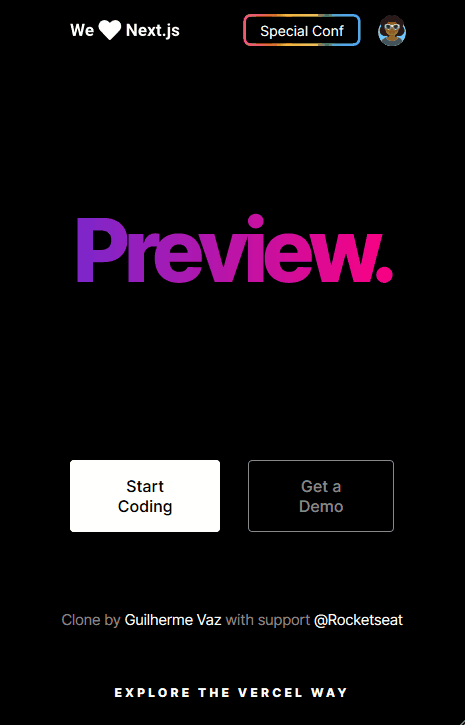 We Next.js
Special Conf
Preview.
Start
Coding
Get a
Demo
Clone by Guilherme Vaz with support @Rocketseat
EXPLORE THE VERCEL WAY